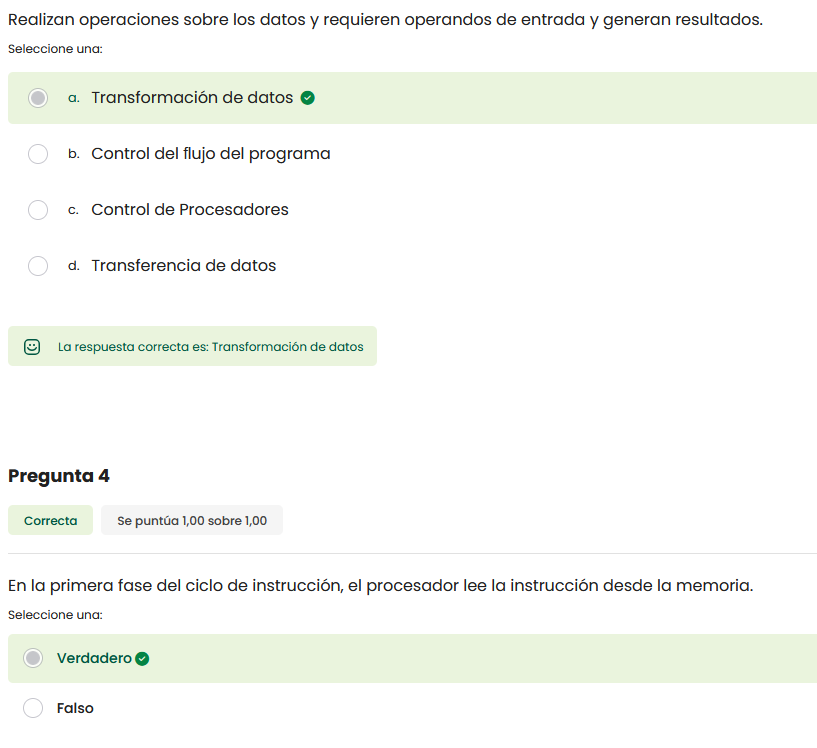 Realizan operaciones sobre los datos y requieren operandos de entrada y generan resultados.
Seleccione una:
a. Transformación de datos
b. Control del flujo del programa
c. Control de Procesadores
d. Transferencia de datos
La respuesta correcta es: Transformación de datos
Pregunta 4
Correcta Se puntúa 1,00 sobre 1,00
En la primera fase del ciclo de instrucción, el procesador lee la instrucción desde la memoria.
Seleccione una:
Verdadero
Falso